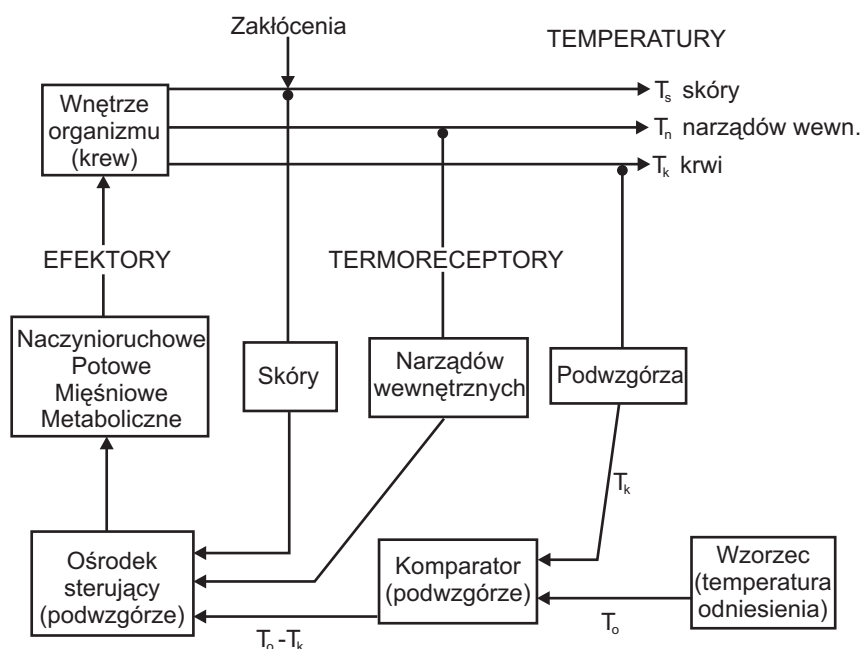 Zakłócenia
TEMPERATURY
Wnętrze
organizmu
(krew)
Tₛ skóry
Tₙ narządów wewn.
Tₖ krwi
EFEKTORY
TERMORECEPTORY
Naczynioruchowe
Potowe
Mięśniowe
Metaboliczne
Skóry
Narządów
wewnętrznych
Podwzgórza
Tₖ
Ośrodek
sterujący
(podwzgórze)
Komparator
(podwzgórze)
Wzorzec
(temperatura
odniesienia)
Tₒ
Tₒ-Tₖ